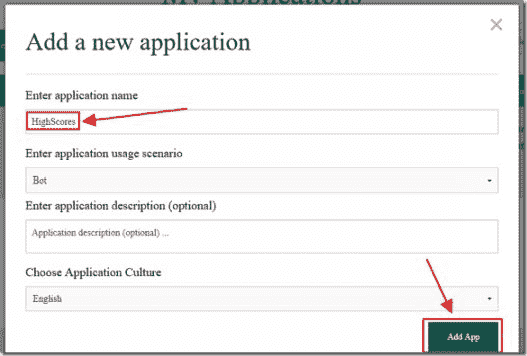 Add a new application
Enter application name
HighScores
Enter application usage scenario
Bot
Enter application description (optional)
Application description (optional) ...
Choose Application Culture
English
Add App